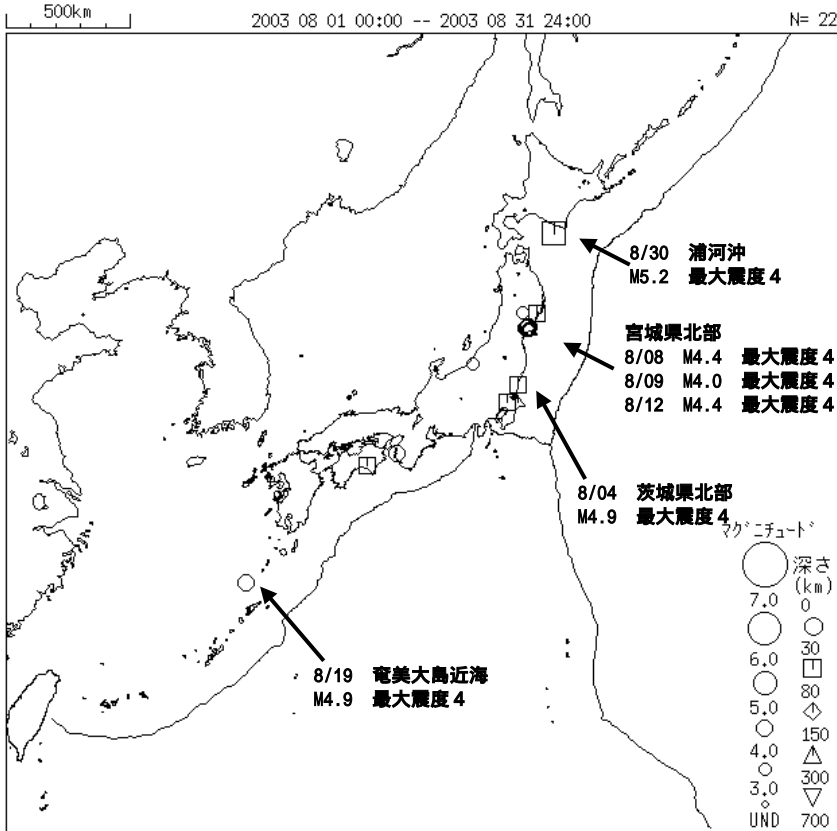 500km
2003 08 01 00:00 -- 2003 08 31 24:00
N= 22
8/30 浦河沖
M5.2 最大震度４
宮城県北部
8/08 M4.4 最大震度４
8/09 M4.0 最大震度４
8/12 M4.4 最大震度４
8/04 茨城県北部
M4.9 最大震度４
8/19 奄美大島近海
M4.9 最大震度４
マグニチュード
深さ
(km)
7.0 0
30
6.0
80
5.0
150
4.0
300
3.0
UND 700